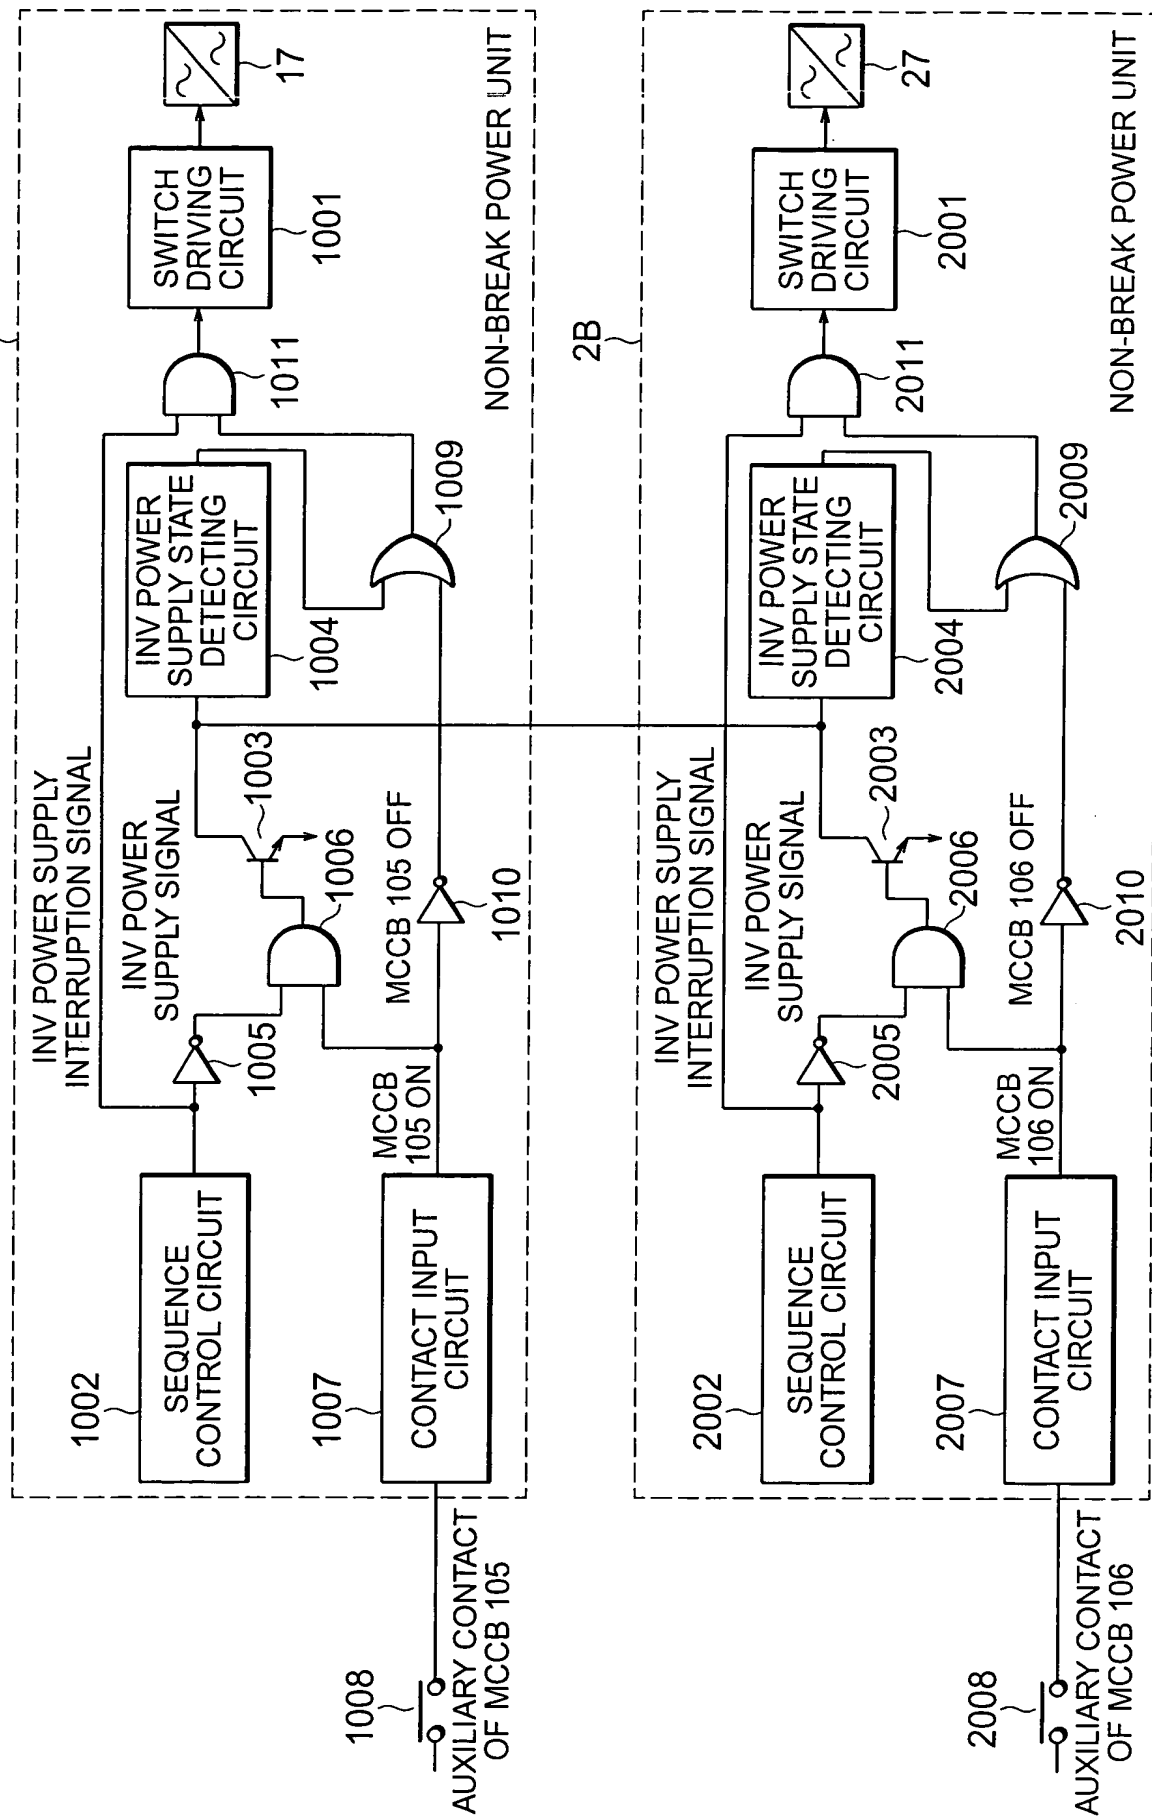 NON-BREAK POWER UNIT
INV POWER SUPPLY
INTERRUPTION SIGNAL
INV POWER
SUPPLY SIGNAL
1002
SEQUENCE
CONTROL CIRCUIT
1005
1003
1006
INV POWER
SUPPLY STATE
DETECTING
CIRCUIT
1004
1011
SWITCH
DRIVING
CIRCUIT
1001
17
1008
AUXILIARY CONTACT
OF MCCB 105
1007
CONTACT INPUT
CIRCUIT
MCCB
105 ON
MCCB 105 OFF
1010
1009
2B
NON-BREAK POWER UNIT
INV POWER SUPPLY
INTERRUPTION SIGNAL
INV POWER
SUPPLY SIGNAL
2002
SEQUENCE
CONTROL CIRCUIT
2005
2003
2006
INV POWER
SUPPLY STATE
DETECTING
CIRCUIT
2004
2011
SWITCH
DRIVING
CIRCUIT
2001
27
2008
AUXILIARY CONTACT
OF MCCB 106
2007
CONTACT INPUT
CIRCUIT
MCCB
106 ON
MCCB 106 OFF
2010
2009